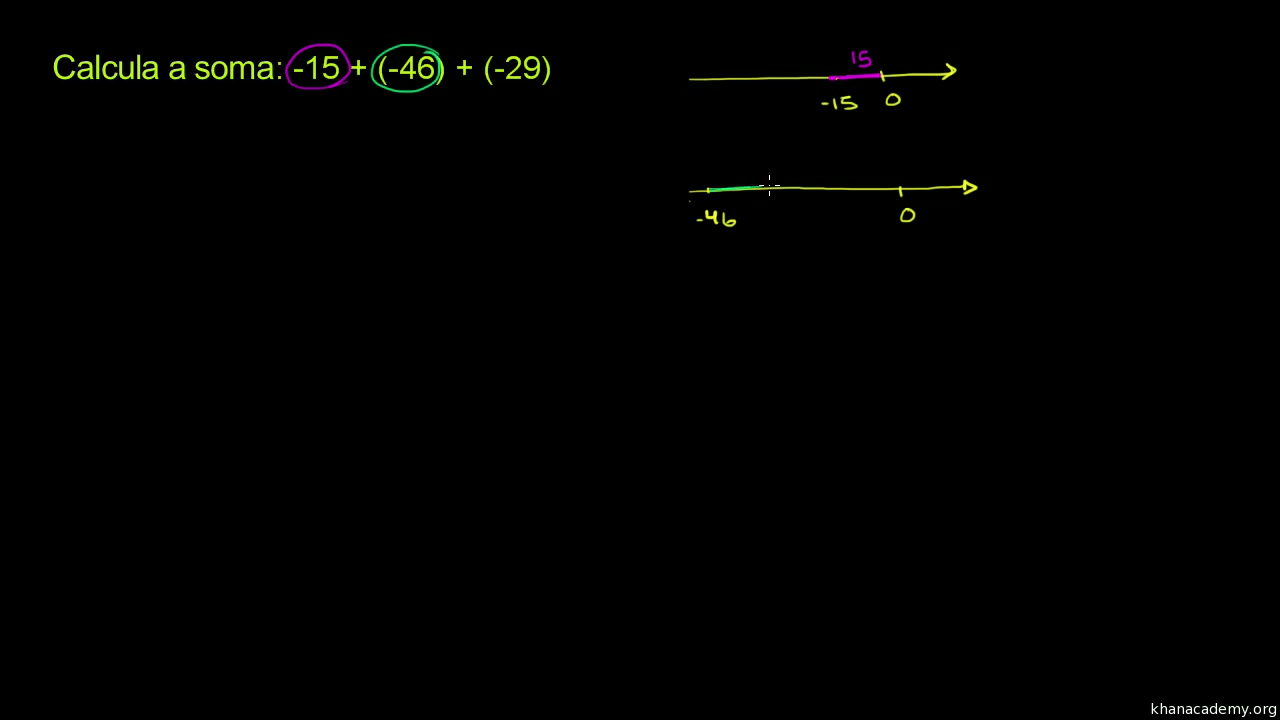 Calcula a soma: -15 + (-46) + (-29)
15
-15 0
-46 0
khanacademy.org